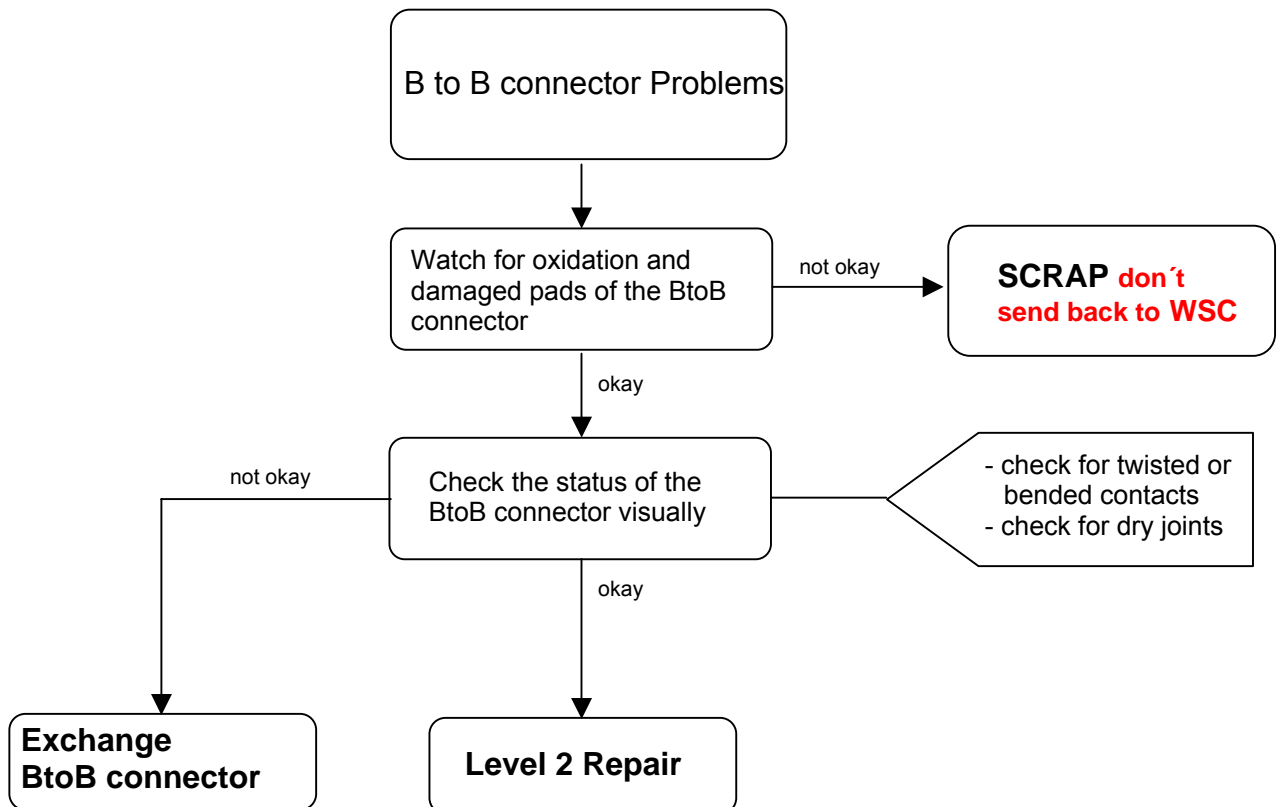 B to B connector Problems
Watch for oxidation and
damaged pads of the BtoB
connector
not okay
SCRAP don´t
send back to WSC
okay
not okay
Check the status of the
BtoB connector visually
- check for twisted or
bended contacts
- check for dry joints
okay
Exchange
BtoB connector
Level 2 Repair